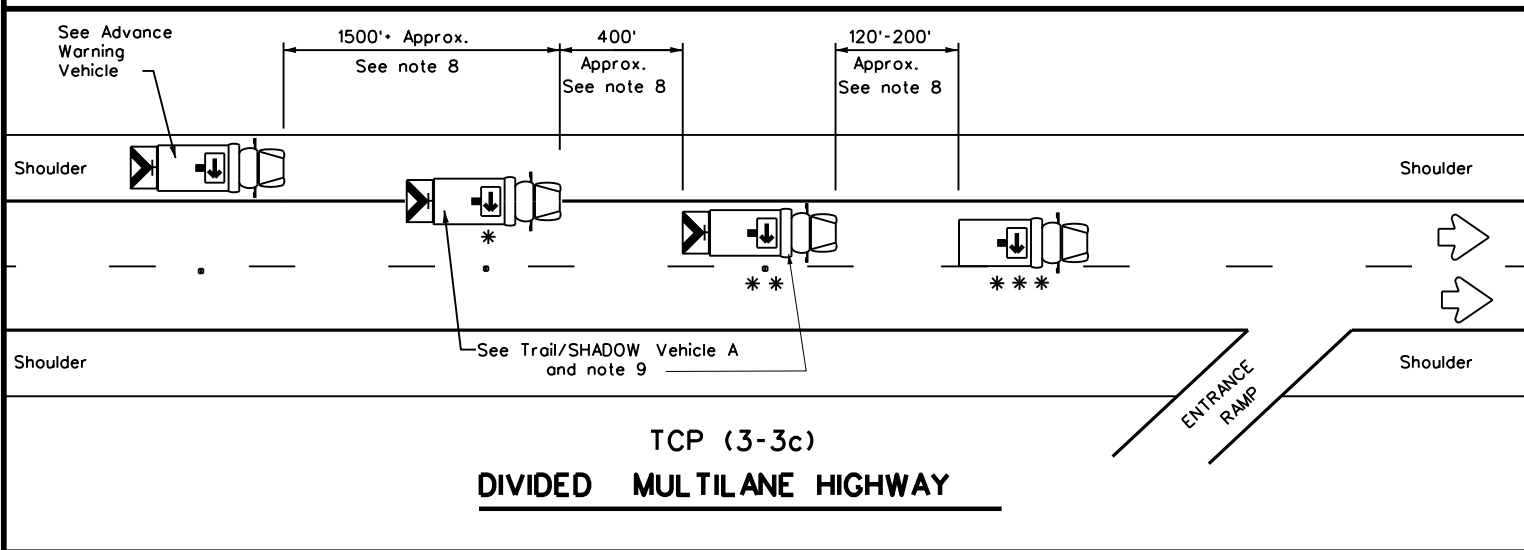 See Advance
Warning
Vehicle
1500'+ Approx.
See note 8
400'
Approx.
See note 8
120'-200'
Approx.
See note 8
Shoulder
Shoulder
*
* *
* * *
See Trail/SHADOW Vehicle A
and note 9
Shoulder
Shoulder
ENTRANCE
RAMP
TCP (3-3c)
DIVIDED MULTILANE HIGHWAY